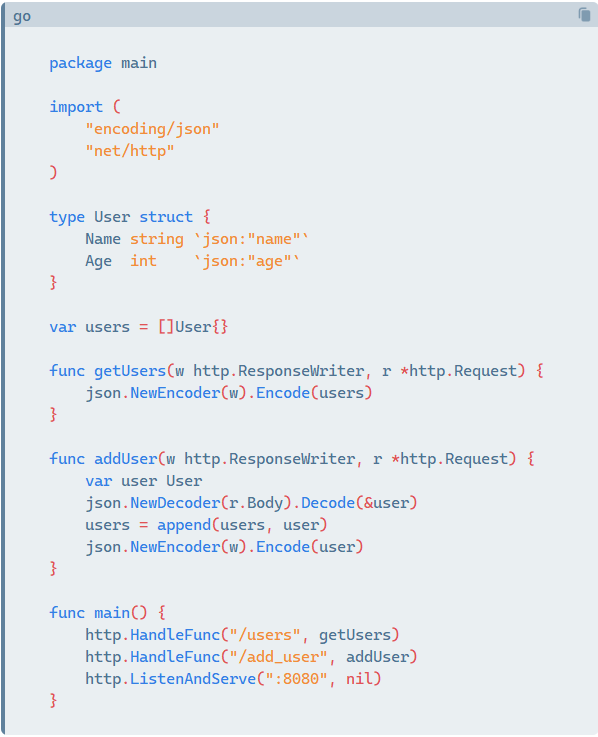 go
package main
import (
    "encoding/json"
    "net/http"
)
type User struct {
    Name string `json:"name"`
    Age  int    `json:"age"`
}
var users = []User{}
func getUsers(w http.ResponseWriter, r *http.Request) {
    json.NewEncoder(w).Encode(users)
}
func addUser(w http.ResponseWriter, r *http.Request) {
    var user User
    json.NewDecoder(r.Body).Decode(&user)
    users = append(users, user)
    json.NewEncoder(w).Encode(user)
}
func main() {
    http.HandleFunc("/users", getUsers)
    http.HandleFunc("/add_user", addUser)
    http.ListenAndServe(":8080", nil)
}